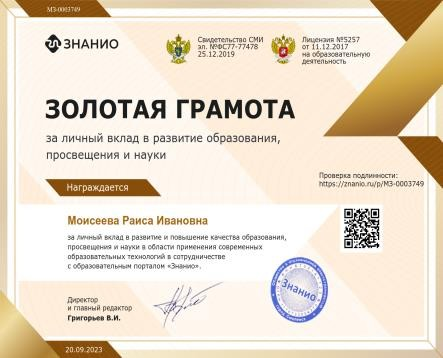 МЗ-0003749
ЗНАНИО
Свидетельство СМИ
эл. №ФС77-77478
25.12.2019
Лицензия №5257
от 11.12.2017
на образовательную
деятельность
ЗОЛОТАЯ ГРАМОТА
за личный вклад в развитие образования,
просвещения и науки
Проверка подлинности:
https://znanio.ru/p/МЗ-0003749
Награждается
Моисеева Раиса Ивановна
за личный вклад в развитие и повышение качества образования,
просвещения и науки в области применения современных
образовательных технологий в сотрудничестве
с образовательным порталом «Знанио».
Директор
и главный редактор
Григорьев В.И.
Знанио
20.09.2023